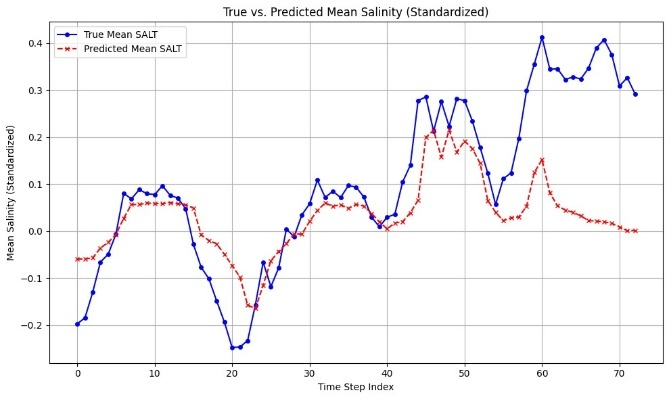 True vs. Predicted Mean Salinity (Standardized)
True Mean SALT
Predicted Mean SALT
Mean Salinity (Standardized)
0.4
0.3
0.2
0.1
0.0
−0.1
−0.2
0 10 20 30 40 50 60 70
Time Step Index